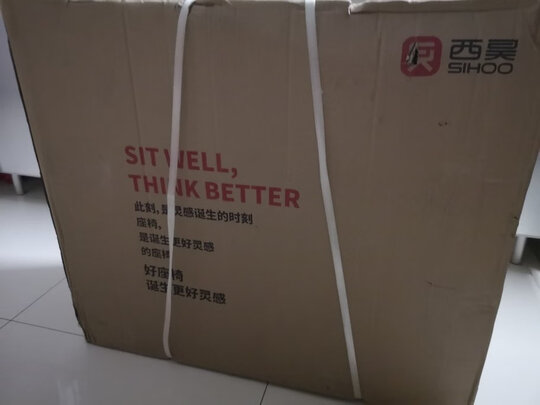 西昊
SIHOO
SIT WELL,
THINK BETTER
此刻,是灵感诞生的时刻
座椅,
是诞生更好灵感
的座椅
好座椅
诞生更好灵感